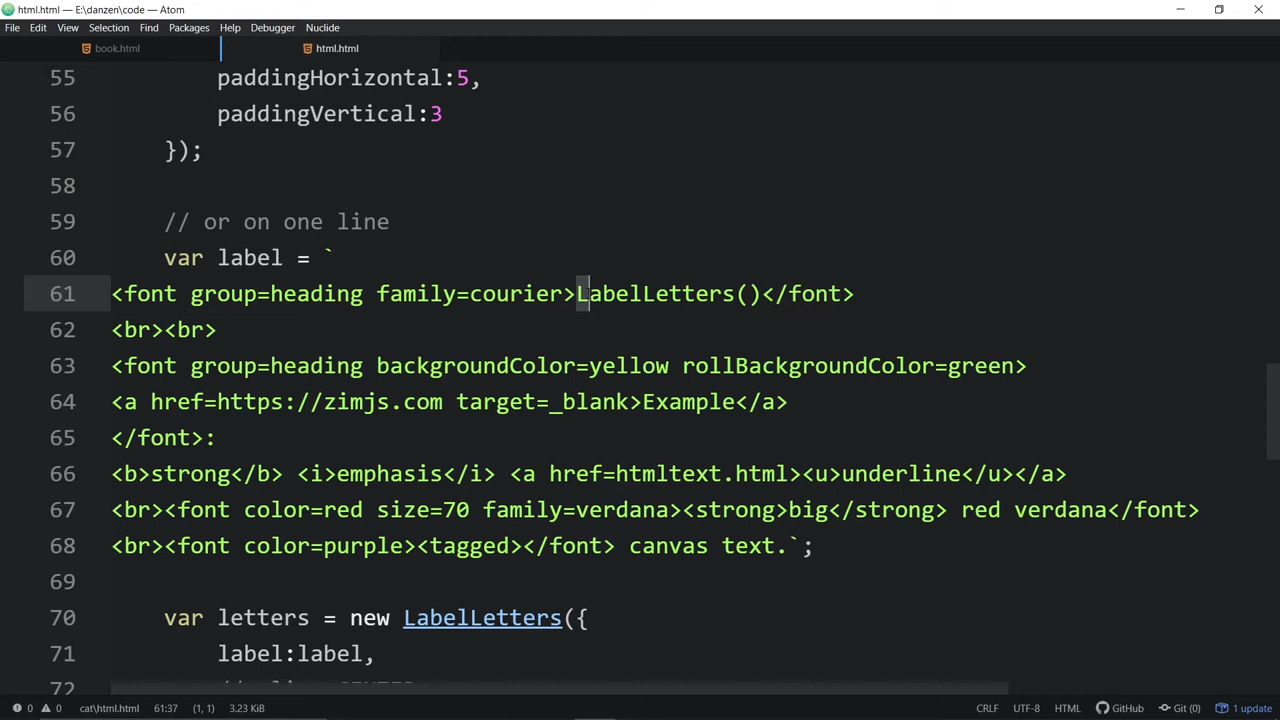 html.html — E:\danzen\code — Atom
File Edit View Selection Find Packages Help Debugger Nuclide
book.html html.html
55 paddingHorizontal:5,
56 paddingVertical:3
57 });
58
59 // or on one line
60 var label = `
61 <font group=heading family=courier>LabelLetters()</font>
62 <br><br>
63 <font group=heading backgroundColor=yellow rollBackgroundColor=green>
64 <a href=https://zimjs.com target=_blank>Example</a>
65 </font>:
66 <b>strong</b> <i>emphasis</i> <a href=htmltext.html><u>underline</u></a>
67 <br><font color=red size=70 family=verdana><strong>big</strong> red verdana</font>
68 <br><font color=purple><tagged></font> canvas text.`;
69
70 var letters = new LabelLetters({
71 label:label,
72
0 0 cat\html.html 61:37 (1, 1) 3.23 KiB CRLF UTF-8 HTML GitHub Git (0) 1 update